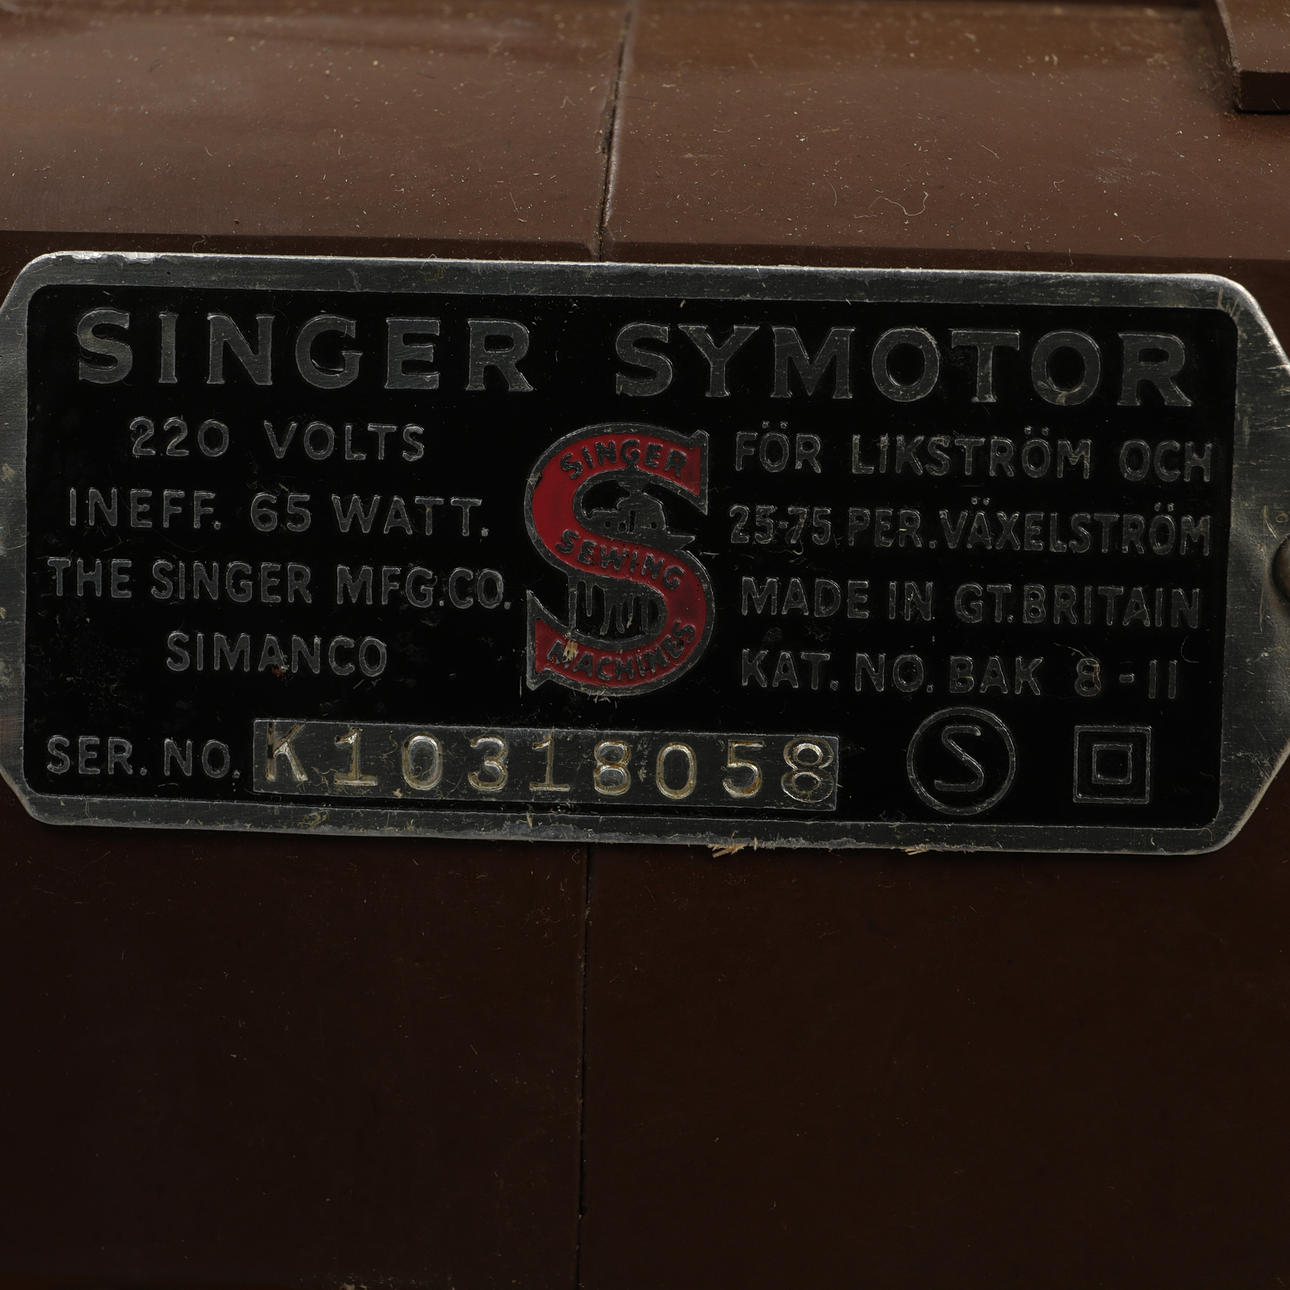 SINGER SYMOTOR
220 VOLTS
INEFF. 65 WATT.
THE SINGER MFG.CO.
SIMANCO
SINGER
SEWING
MACHINES
FÖR LIKSTRÖM OCH
25-75 PER. VÄXELSTRÖM
MADE IN GT. BRITAIN
KAT. NO. BAK 8-11
SER. NO. K10318058
S